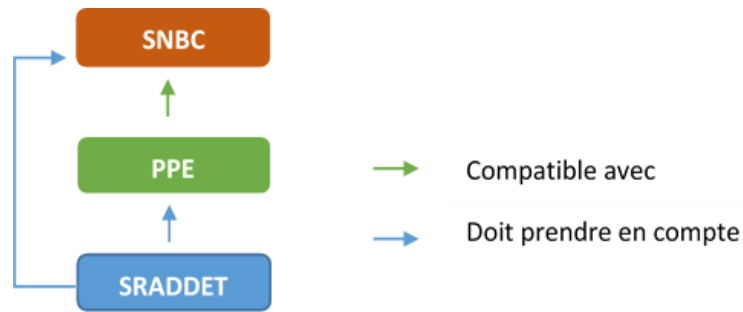 SNBC
PPE
SRADDET
Compatible avec
Doit prendre en compte